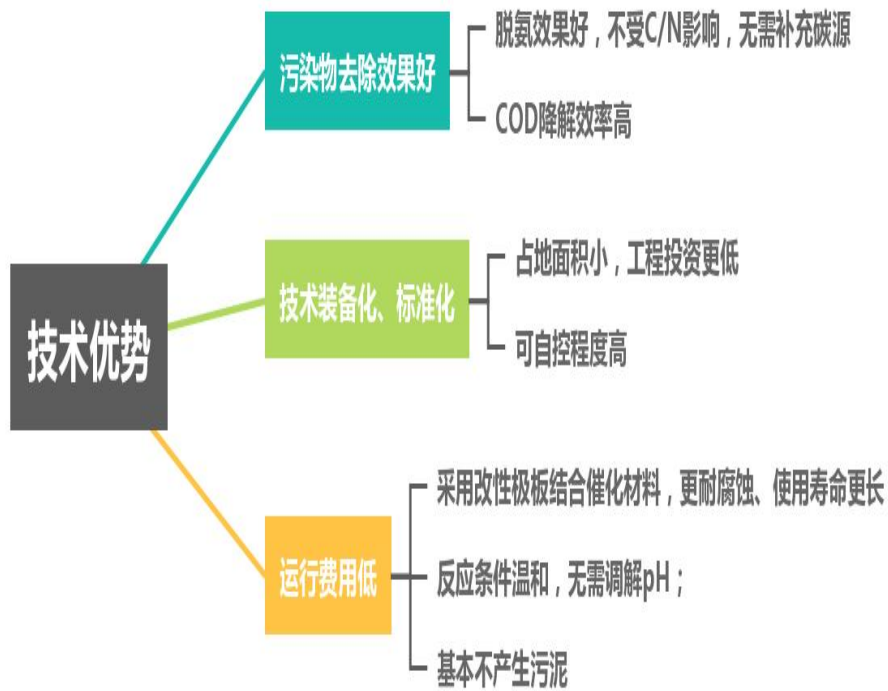 技术优势
污染物去除效果好
脱氨效果好，不受C/N影响，无需补充碳源
COD降解效率高
技术装备化、标准化
占地面积小，工程投资更低
可自控程度高
运行费用低
采用改性极板结合催化材料，更耐腐蚀、使用寿命更长
反应条件温和，无需调解pH；
基本不产生污泥